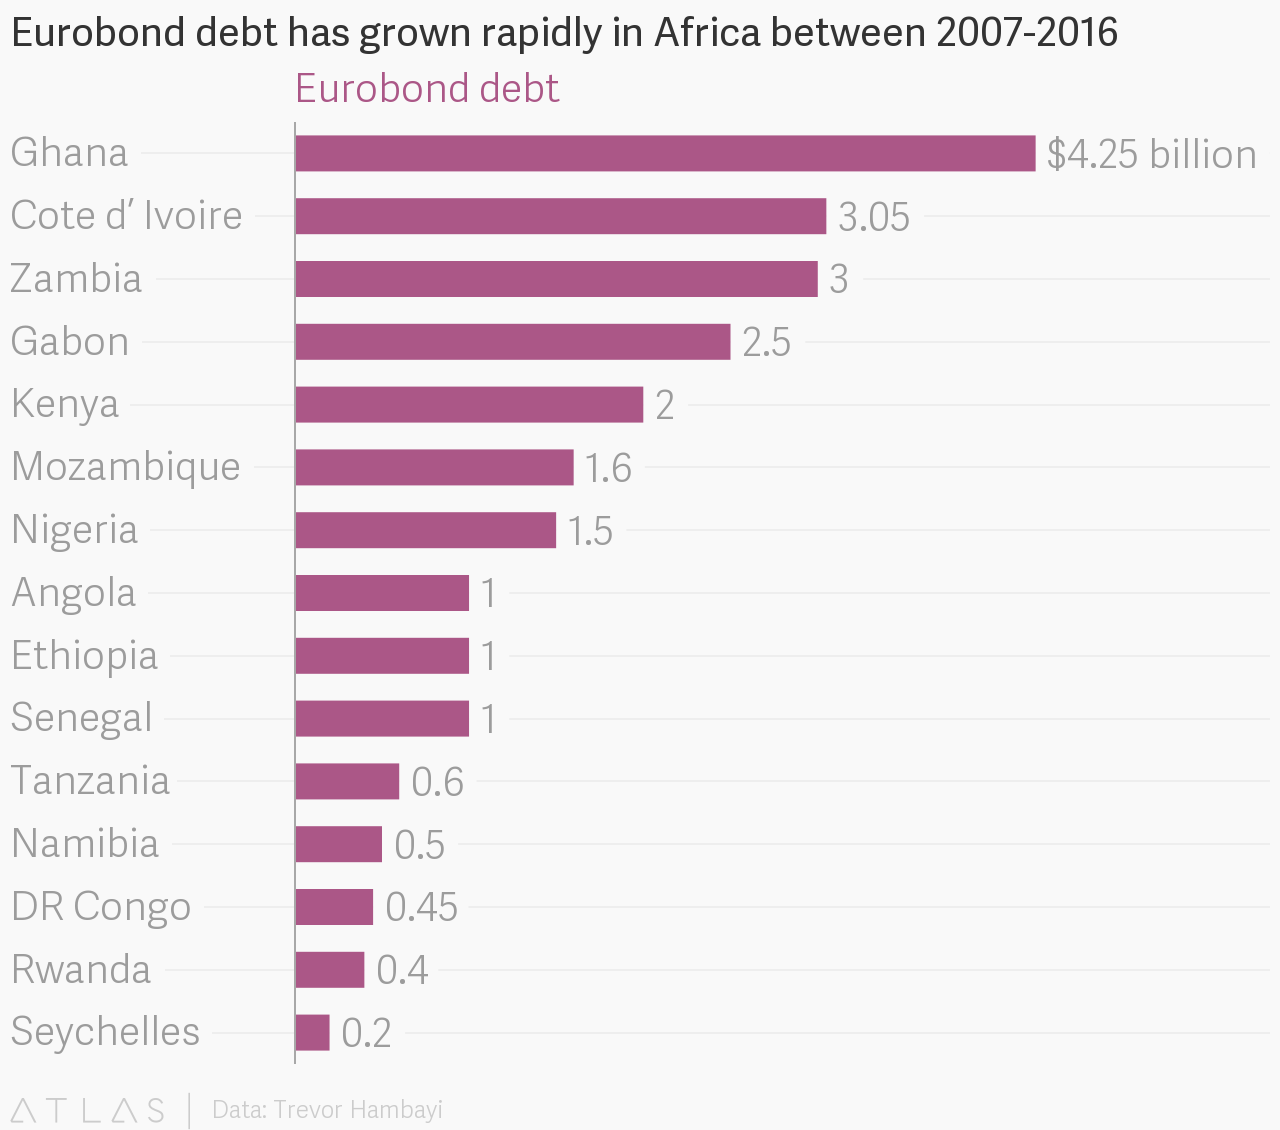 Eurobond debt has grown rapidly in Africa between 2007-2016
Eurobond debt
Ghana $4.25 billion
Cote d’ Ivoire 3.05
Zambia 3
Gabon 2.5
Kenya 2
Mozambique 1.6
Nigeria 1.5
Angola 1
Ethiopia 1
Senegal 1
Tanzania 0.6
Namibia 0.5
DR Congo 0.45
Rwanda 0.4
Seychelles 0.2
ATLAS Data: Trevor Hambayi